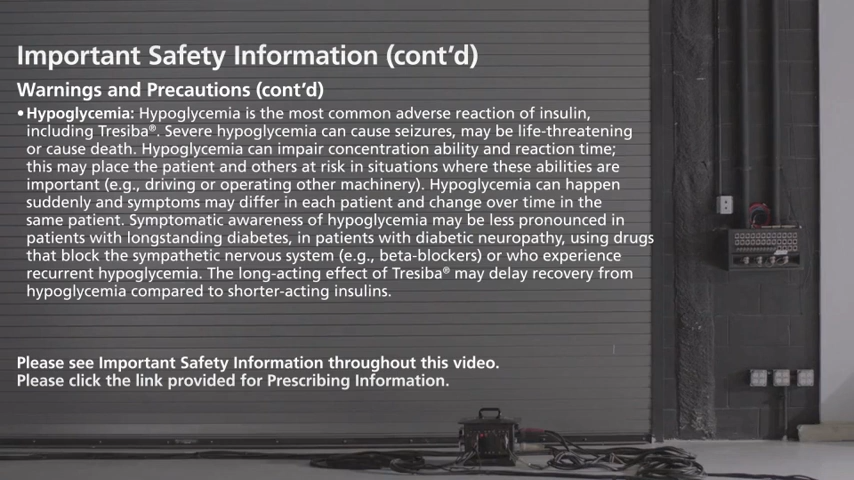 Important Safety Information (cont’d)
Warnings and Precautions (cont’d)
• Hypoglycemia: Hypoglycemia is the most common adverse reaction of insulin,
including Tresiba®. Severe hypoglycemia can cause seizures, may be life-threatening
or cause death. Hypoglycemia can impair concentration ability and reaction time;
this may place the patient and others at risk in situations where these abilities are
important (e.g., driving or operating other machinery). Hypoglycemia can happen
suddenly and symptoms may differ in each patient and change over time in the
same patient. Symptomatic awareness of hypoglycemia may be less pronounced in
patients with longstanding diabetes, in patients with diabetic neuropathy, using drugs
that block the sympathetic nervous system (e.g., beta-blockers) or who experience
recurrent hypoglycemia. The long-acting effect of Tresiba® may delay recovery from
hypoglycemia compared to shorter-acting insulins.
Please see Important Safety Information throughout this video.
Please click the link provided for Prescribing Information.